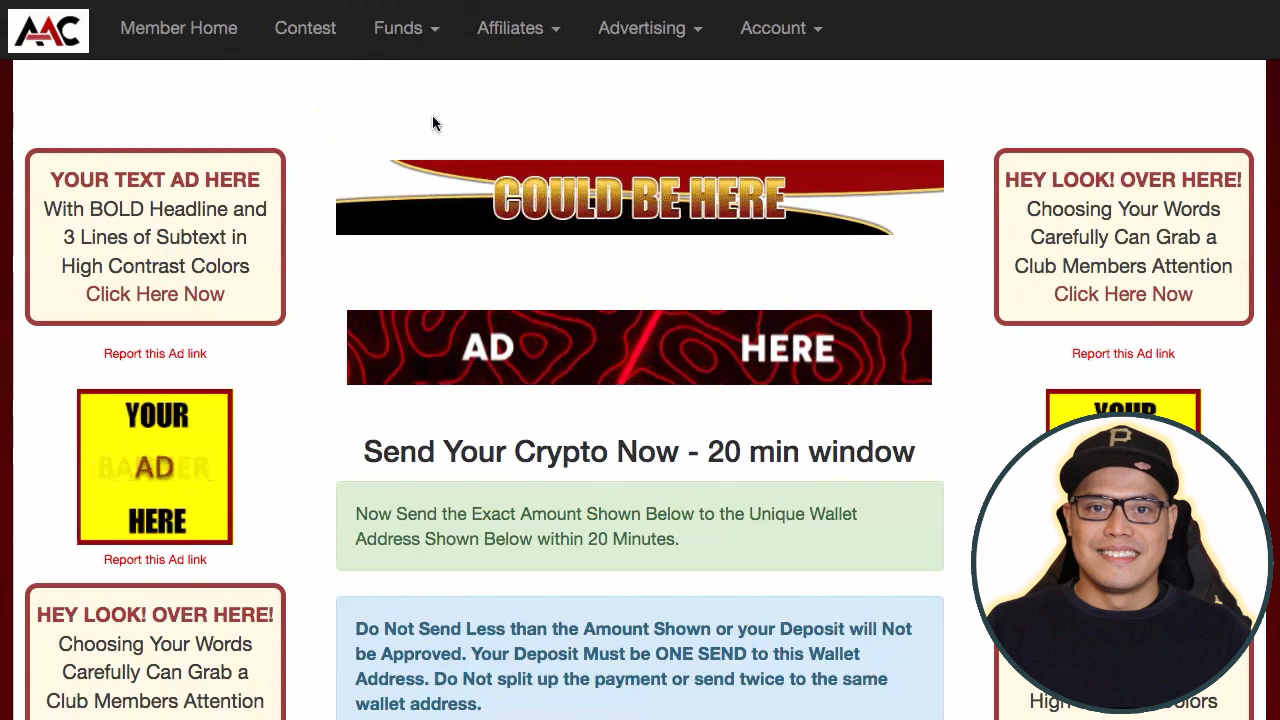 AAC
Member Home
Contest
Funds
Affiliates
Advertising
Account
YOUR TEXT AD HERE
With BOLD Headline and
3 Lines of Subtext in
High Contrast Colors
Click Here Now
Report this Ad link
YOUR
AD
HERE
Report this Ad link
HEY LOOK! OVER HERE!
Choosing Your Words
Carefully Can Grab a
Club Members Attention
COULD BE HERE
AD HERE
Send Your Crypto Now - 20 min window
Now Send the Exact Amount Shown Below to the Unique Wallet
Address Shown Below within 20 Minutes.
Do Not Send Less than the Amount Shown or your Deposit will Not
be Approved. Your Deposit Must be ONE SEND to this Wallet
Address. Do Not split up the payment or send twice to the same
wallet address.
HEY LOOK! OVER HERE!
Choosing Your Words
Carefully Can Grab a
Club Members Attention
Click Here Now
Report this Ad link
YOUR
P